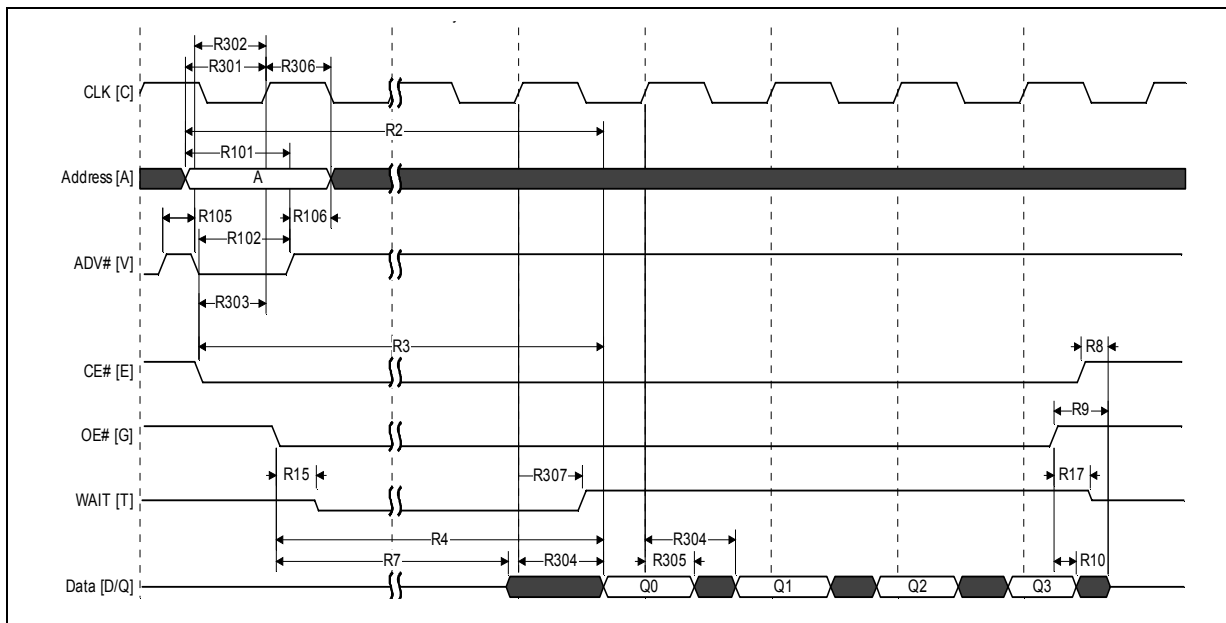 R302
R301 R306
CLK [C]
R2
R101
Address [A] A
R105 R106
R102
ADV# [V]
R303
R3 R8
CE# [E]
R9
OE# [G]
R15 R307 R17
WAIT [T]
R4 R304
R7 R304 R305 R10
Data [D/Q] Q0 Q1 Q2 Q3